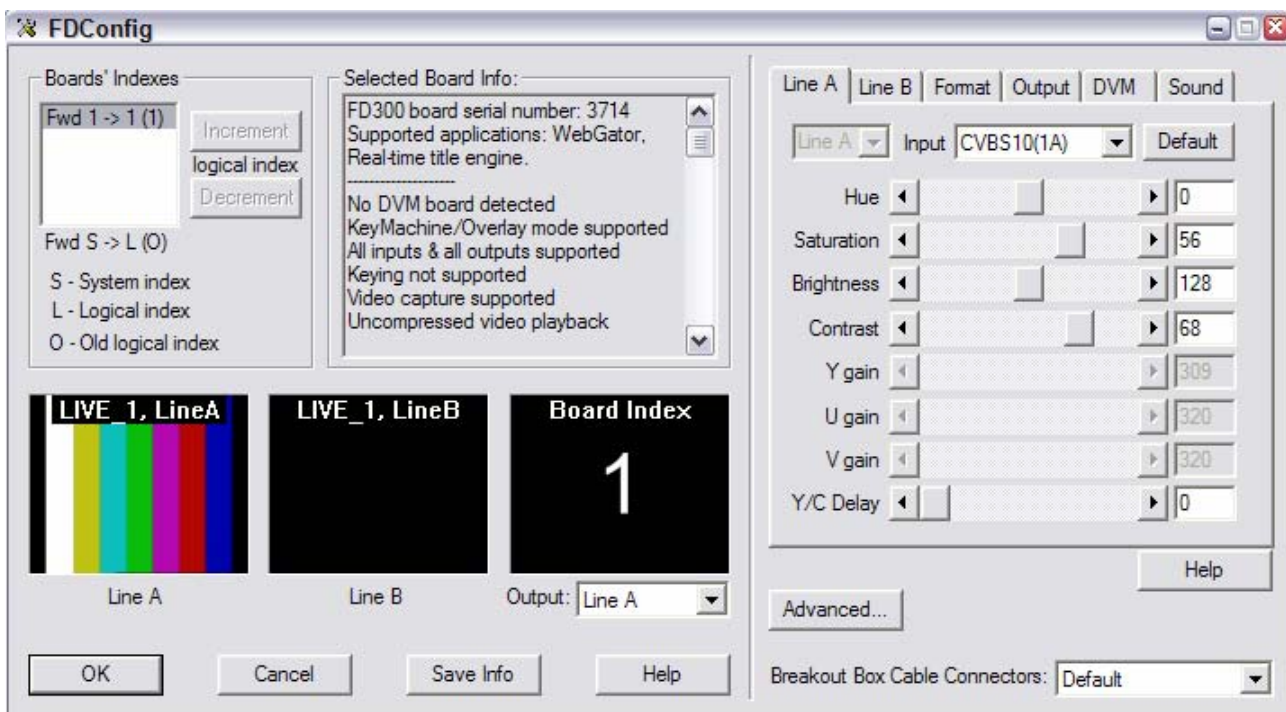 FDConfig
Boards' Indexes
Fwd 1 -> 1 (1)
Increment
logical index
Decrement
Fwd S -> L (O)
S - System index
L - Logical index
O - Old logical index
Selected Board Info:
FD300 board serial number: 3714
Supported applications: WebGator,
Real-time title engine.
----------------------
No DVM board detected
KeyMachine/Overlay mode supported
All inputs & all outputs supported
Keying not supported
Video capture supported
Uncompressed video playback
LIVE_1, LineA
LIVE_1, LineB
Board Index
1
Line A
Line B
Output: Line A
OK
Cancel
Save Info
Help
Line A
Line B
Format
Output
DVM
Sound
Line A
Input CVBS10(1A)
Default
Hue 0
Saturation 56
Brightness 128
Contrast 68
Y gain 309
U gain 320
V gain 320
Y/C Delay 0
Help
Advanced...
Breakout Box Cable Connectors: Default